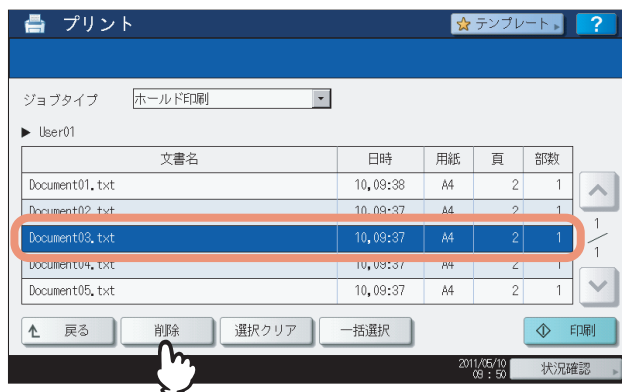 プリント
テンプレート
?
ジョブタイプ ホールド印刷
▶ User01
文書名 日時 用紙 頁 部数
Document01.txt 10,09:38 A4 2 1
Document02.txt 10,09:37 A4 2 1
Document03.txt 10,09:37 A4 2 1
Document04.txt 10,09:37 A4 2 1
Document05.txt 10,09:37 A4 2 1
1
1
戻る 削除 選択クリア 一括選択 印刷
2011/05/10
09 : 50
状況確認